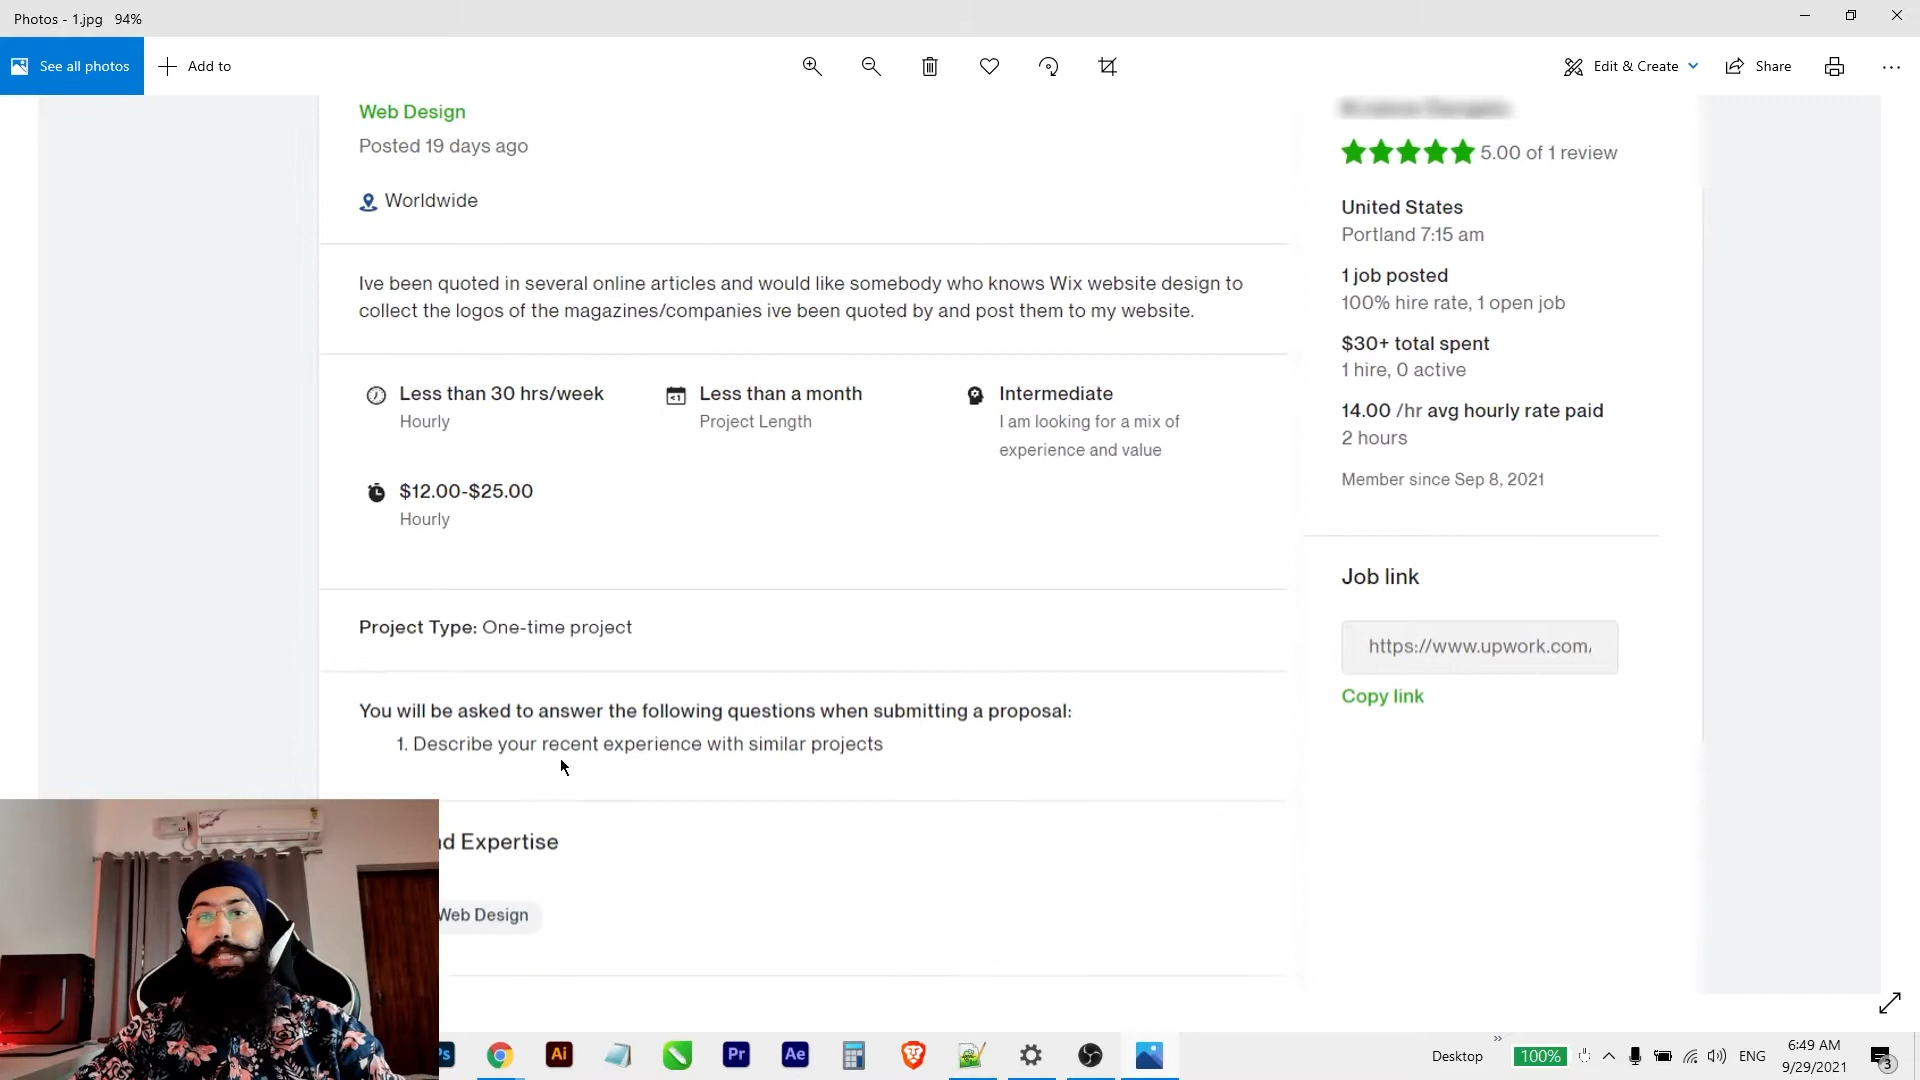 Photos - 1.jpg 94%
See all photos
Add to
Edit & Create
Share
Web Design
Posted 19 days ago
Worldwide
Ive been quoted in several online articles and would like somebody who knows Wix website design to
collect the logos of the magazines/companies ive been quoted by and post them to my website.
Less than 30 hrs/week
Hourly
Less than a month
Project Length
Intermediate
I am looking for a mix of
experience and value
$12.00-$25.00
Hourly
Project Type: One-time project
You will be asked to answer the following questions when submitting a proposal:
1. Describe your recent experience with similar projects
nd Expertise
Web Design
5.00 of 1 review
United States
Portland 7:15 am
1 job posted
100% hire rate, 1 open job
$30+ total spent
1 hire, 0 active
14.00 /hr avg hourly rate paid
2 hours
Member since Sep 8, 2021
Job link
https://www.upwork.com/
Copy link
Ps
Ai
Pr
Ae
Desktop
100%
ENG
6:49 AM
9/29/2021
3